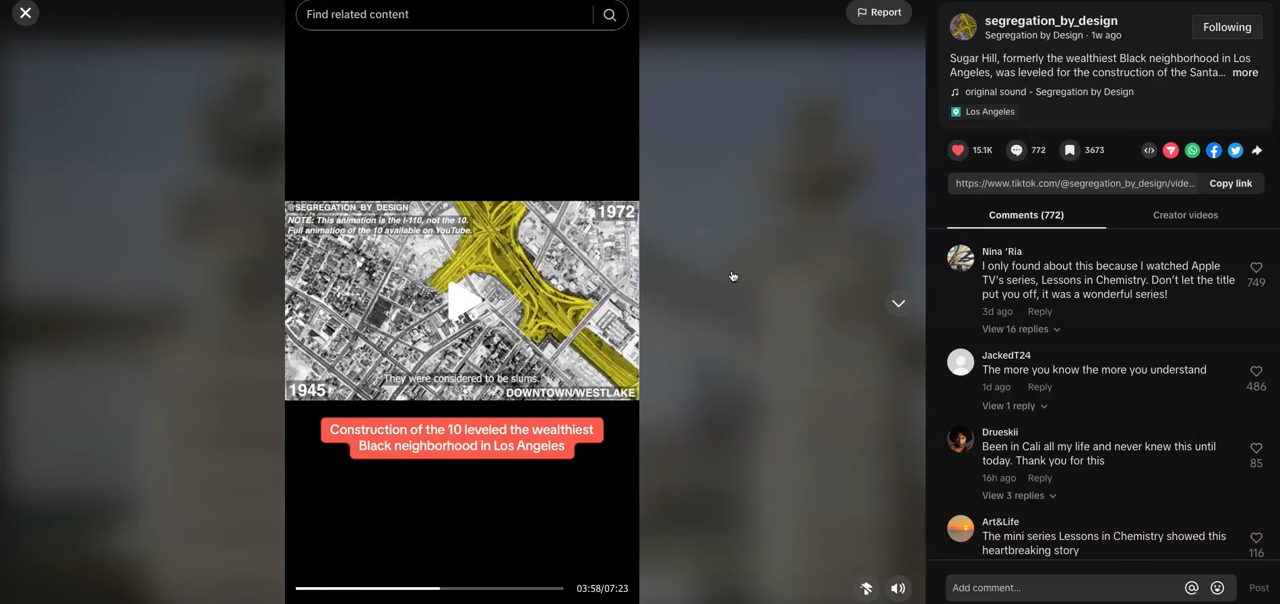 Find related content
Report
@SEGREGATION_BY_DESIGN
NOTE: This animation is the I-110, not the 10.
Full animation of the 10 available on YouTube.
1972
They were considered to be slums.
1945
DOWNTOWN/WESTLAKE
Construction of the 10 leveled the wealthiest
Black neighborhood in Los Angeles
03:58/07:23
segregation_by_design
Segregation by Design · 1w ago
Following
Sugar Hill, formerly the wealthiest Black neighborhood in Los
Angeles, was leveled for the construction of the Santa... more
original sound - Segregation by Design
Los Angeles
15.1K 772 3673
https://www.tiktok.com/@segregation_by_design/vide... Copy link
Comments (772) Creator videos
Nina 'Ria
I only found about this because I watched Apple
TV's series, Lessons in Chemistry. Don't let the title
put you off, it was a wonderful series!
749
3d ago Reply
View 16 replies
JackedT24
The more you know the more you understand
486
1d ago Reply
View 1 reply
Drueskii
Been in Cali all my life and never knew this until
today. Thank you for this
85
16h ago Reply
View 3 replies
Art&Life
The mini series Lessons in Chemistry showed this
heartbreaking story
116
Add comment... Post